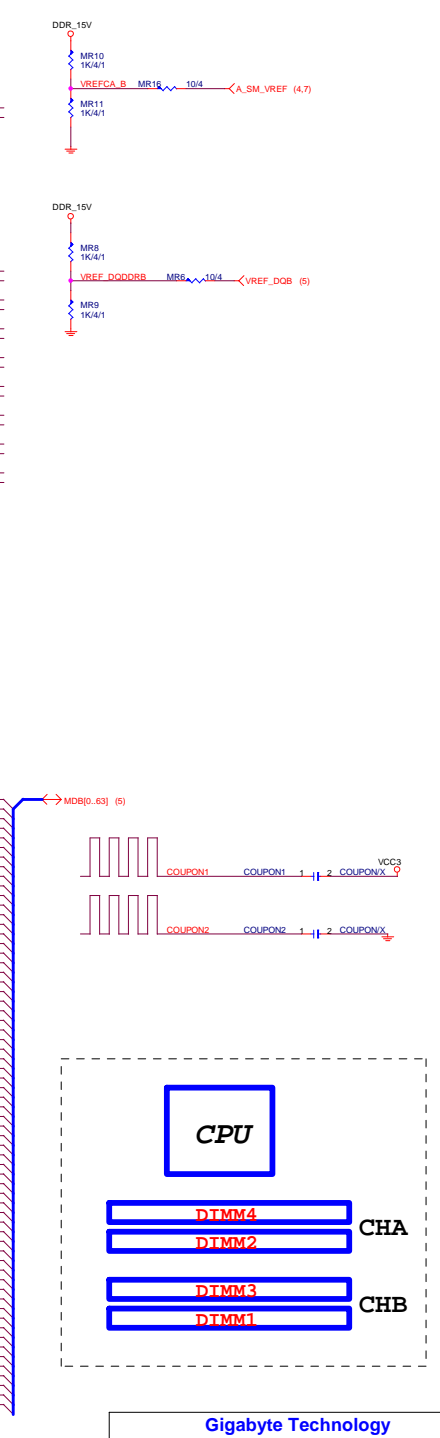 DDR_15V
MR10
1K/4/1
VREFCA_B MR16 10/4 A_SM_VREF (4,7)
MR11
1K/4/1
DDR_15V
MR8
1K/4/1
VREF_DQDDRB MR6 10/4 VREF_DQB (5)
MR9
1K/4/1
MDB[0..63] (5)
VCC3
COUPON1 COUPON1 1 2 COUPON/X
COUPON2 COUPON2 1 2 COUPON/X
CPU
DIMM4
CHA
DIMM2
DIMM3
CHB
DIMM1
Gigabyte Technology